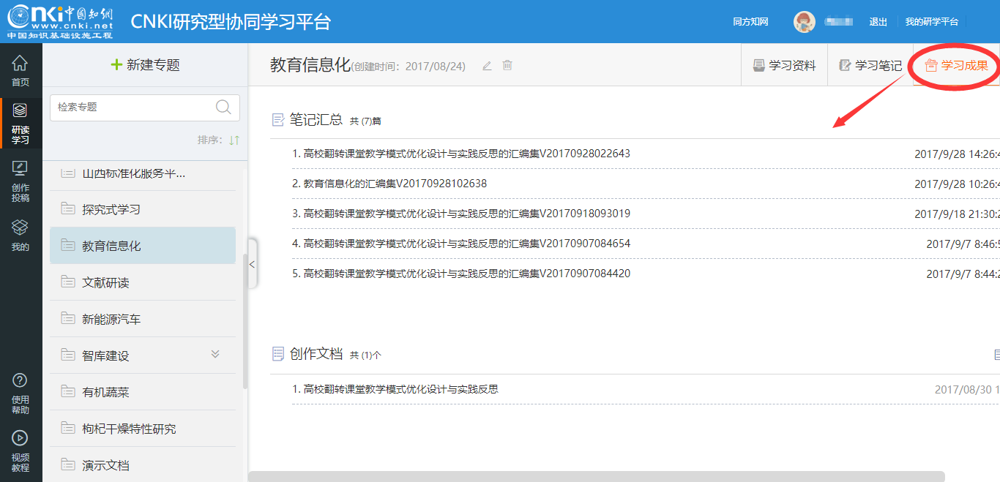 Cnki中国知网
www.cnki.net
中国知识基础设施工程
CNKI研究型协同学习平台
同方知网
退出
我的研学平台
首页
研读
学习
创作
投稿
我的
使用
帮助
视频
教程
新建专题
检索专题
排序:
山西标准化服务平...
探究式学习
教育信息化
文献研读
新能源汽车
智库建设
有机蔬菜
枸杞干燥特性研究
演示文档
教育信息化(创建时间: 2017/08/24)
学习资料
学习笔记
学习成果
笔记汇总 共 (7)篇
1. 高校翻转课堂教学模式优化设计与实践反思的汇编集V20170928022643 2017/9/28 14:26:4
2. 教育信息化的汇编集V20170928102638 2017/9/28 10:26:4
3. 高校翻转课堂教学模式优化设计与实践反思的汇编集V20170918093019 2017/9/18 21:30:2
4. 高校翻转课堂教学模式优化设计与实践反思的汇编集V20170907084654 2017/9/7 8:46:5
5. 高校翻转课堂教学模式优化设计与实践反思的汇编集V20170907084420 2017/9/7 8:44:2
创作文档 共 (1)个
1. 高校翻转课堂教学模式优化设计与实践反思 2017/08/30 1